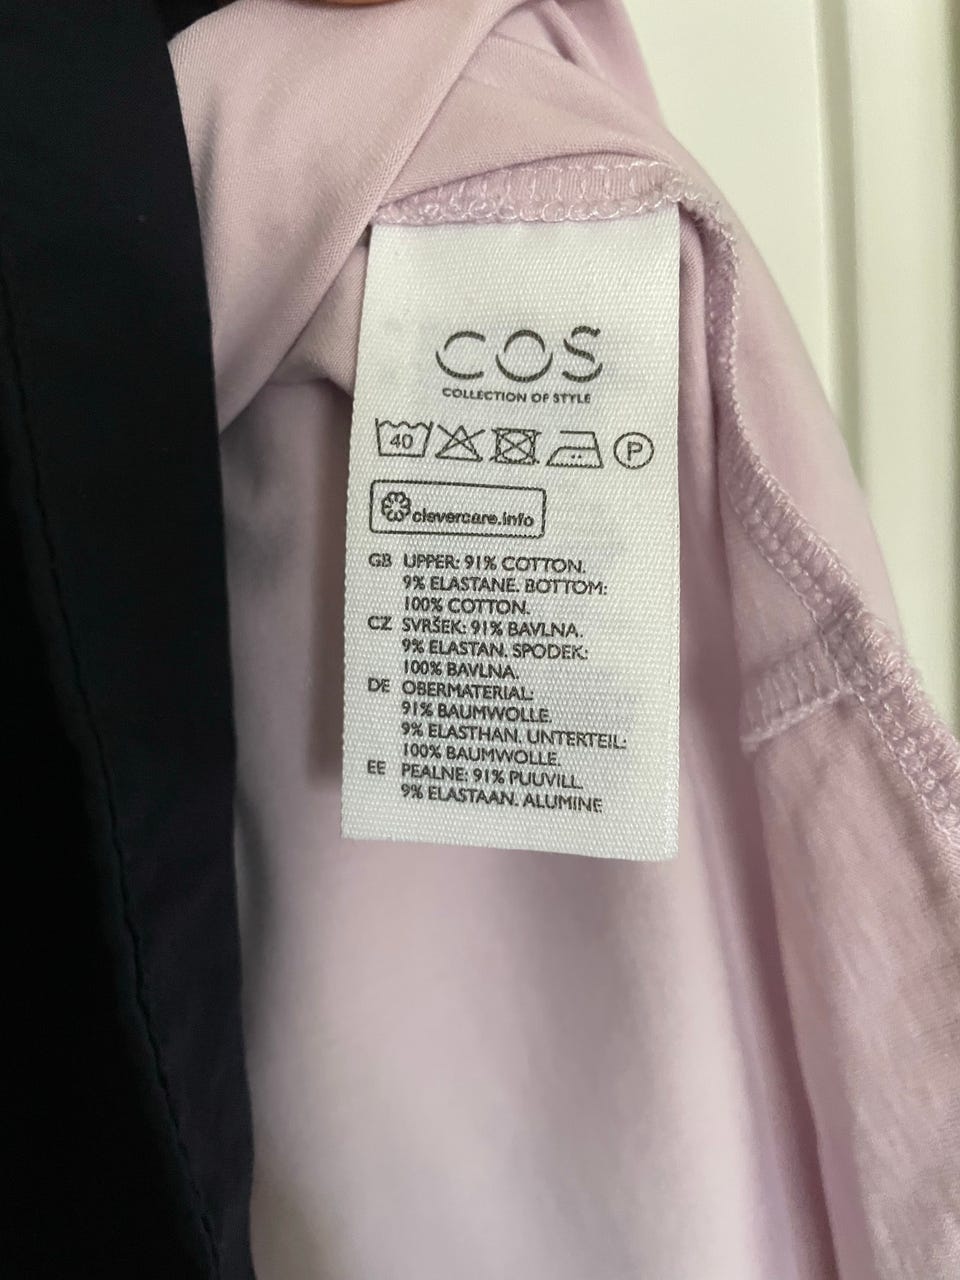 COS
COLLECTION OF STYLE
40 P
clevercare.info
GB UPPER: 91% COTTON.
9% ELASTANE. BOTTOM:
100% COTTON.
CZ SVRŠEK: 91% BAVLNA.
9% ELASTAN. SPODEK:
100% BAVLNA.
DE OBERMATERIAL:
91% BAUMWOLLE.
9% ELASTHAN. UNTERTEIL:
100% BAUMWOLLE.
EE PEALNE: 91% PUUVILL.
9% ELASTAAN. ALUMINE